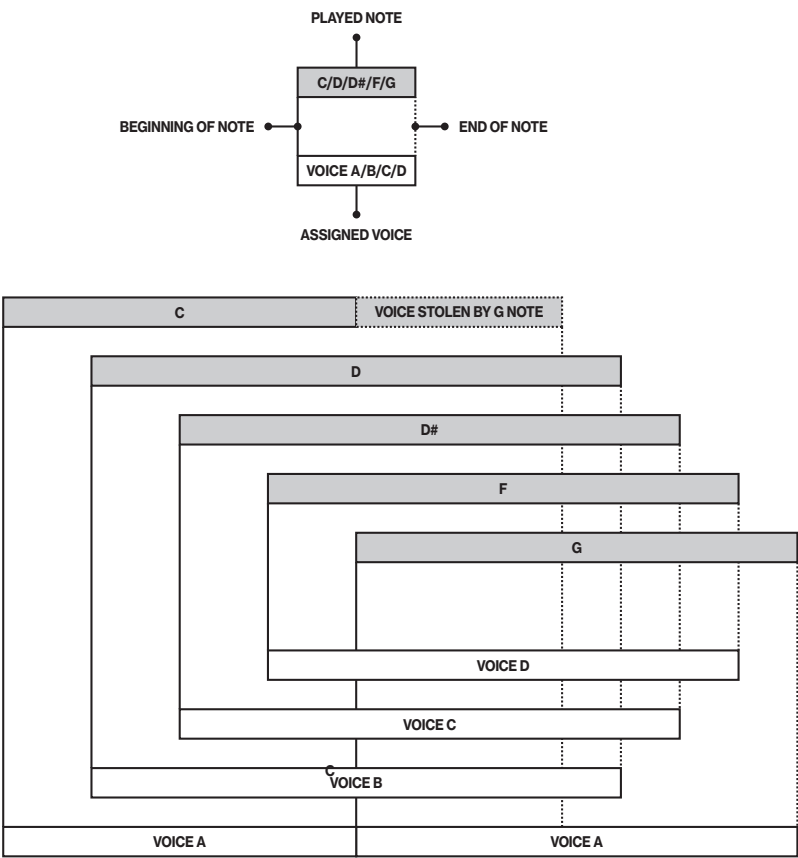 PLAYED NOTE
C/D/D#/F/G
BEGINNING OF NOTE
END OF NOTE
VOICE A/B/C/D
ASSIGNED VOICE
C
VOICE STOLEN BY G NOTE
D
D#
F
G
VOICE D
VOICE C
C
VOICE B
VOICE A
VOICE A